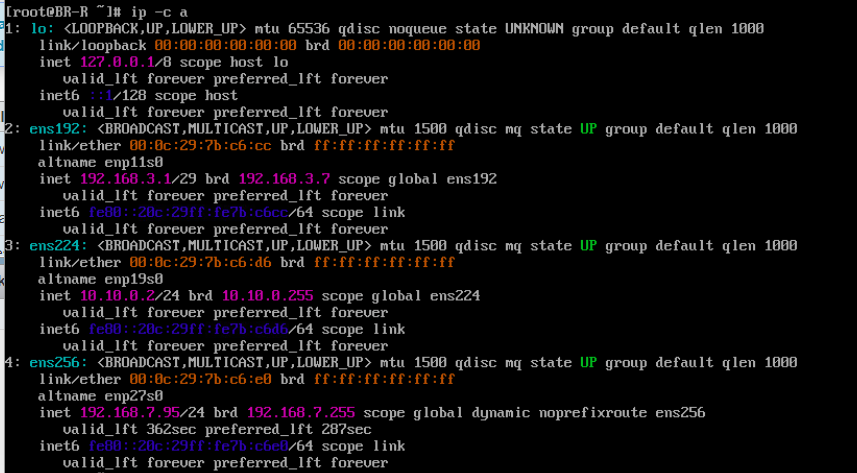 [root@BR-R ~]# ip -c a
1: lo: <LOOPBACK,UP,LOWER_UP> mtu 65536 qdisc noqueue state UNKNOWN group default qlen 1000
link/loopback 00:00:00:00:00:00 brd 00:00:00:00:00:00
inet 127.0.0.1/8 scope host lo
valid_lft forever preferred_lft forever
inet6 ::1/128 scope host
valid_lft forever preferred_lft forever
2: ens192: <BROADCAST,MULTICAST,UP,LOWER_UP> mtu 1500 qdisc mq state UP group default qlen 1000
link/ether 00:0c:29:7b:c6:cc brd ff:ff:ff:ff:ff:ff
altname enp11s0
inet 192.168.3.1/29 brd 192.168.3.7 scope global ens192
valid_lft forever preferred_lft forever
inet6 fe80::20c:29ff:fe7b:c6cc/64 scope link
valid_lft forever preferred_lft forever
3: ens224: <BROADCAST,MULTICAST,UP,LOWER_UP> mtu 1500 qdisc mq state UP group default qlen 1000
link/ether 00:0c:29:7b:c6:d6 brd ff:ff:ff:ff:ff:ff
altname enp19s0
inet 10.10.0.2/24 brd 10.10.0.255 scope global ens224
valid_lft forever preferred_lft forever
inet6 fe80::20c:29ff:fe7b:c6d6/64 scope link
valid_lft forever preferred_lft forever
4: ens256: <BROADCAST,MULTICAST,UP,LOWER_UP> mtu 1500 qdisc mq state UP group default qlen 1000
link/ether 00:0c:29:7b:c6:e0 brd ff:ff:ff:ff:ff:ff
altname enp27s0
inet 192.168.7.95/24 brd 192.168.7.255 scope global dynamic noprefixroute ens256
valid_lft 362sec preferred_lft 287sec
inet6 fe80::20c:29ff:fe7b:c6e0/64 scope link
valid_lft forever preferred_lft forever